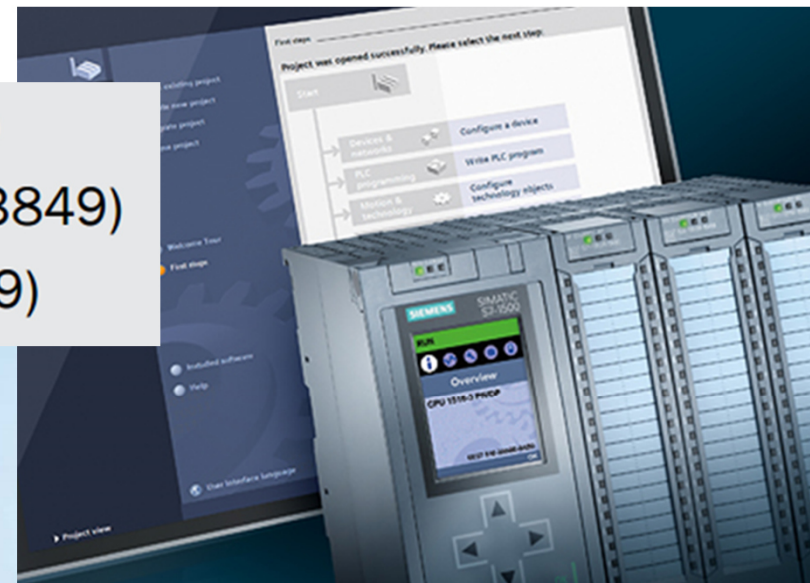 3849)
9)
First steps
Project was opened successfully. Please select the next step:
Start
existing project
new project
project
project
Devices &
networks
Configure a device
PLC
programming
Write PLC program
Motion &
technology
Configure
technology objects
Welcome Tour
First steps
Installed software
Help
User interface language
Project view
SIEMENS
SIMATIC
S7-1500
RUN
Overview
CPU 1516-3 PN/DP
OK